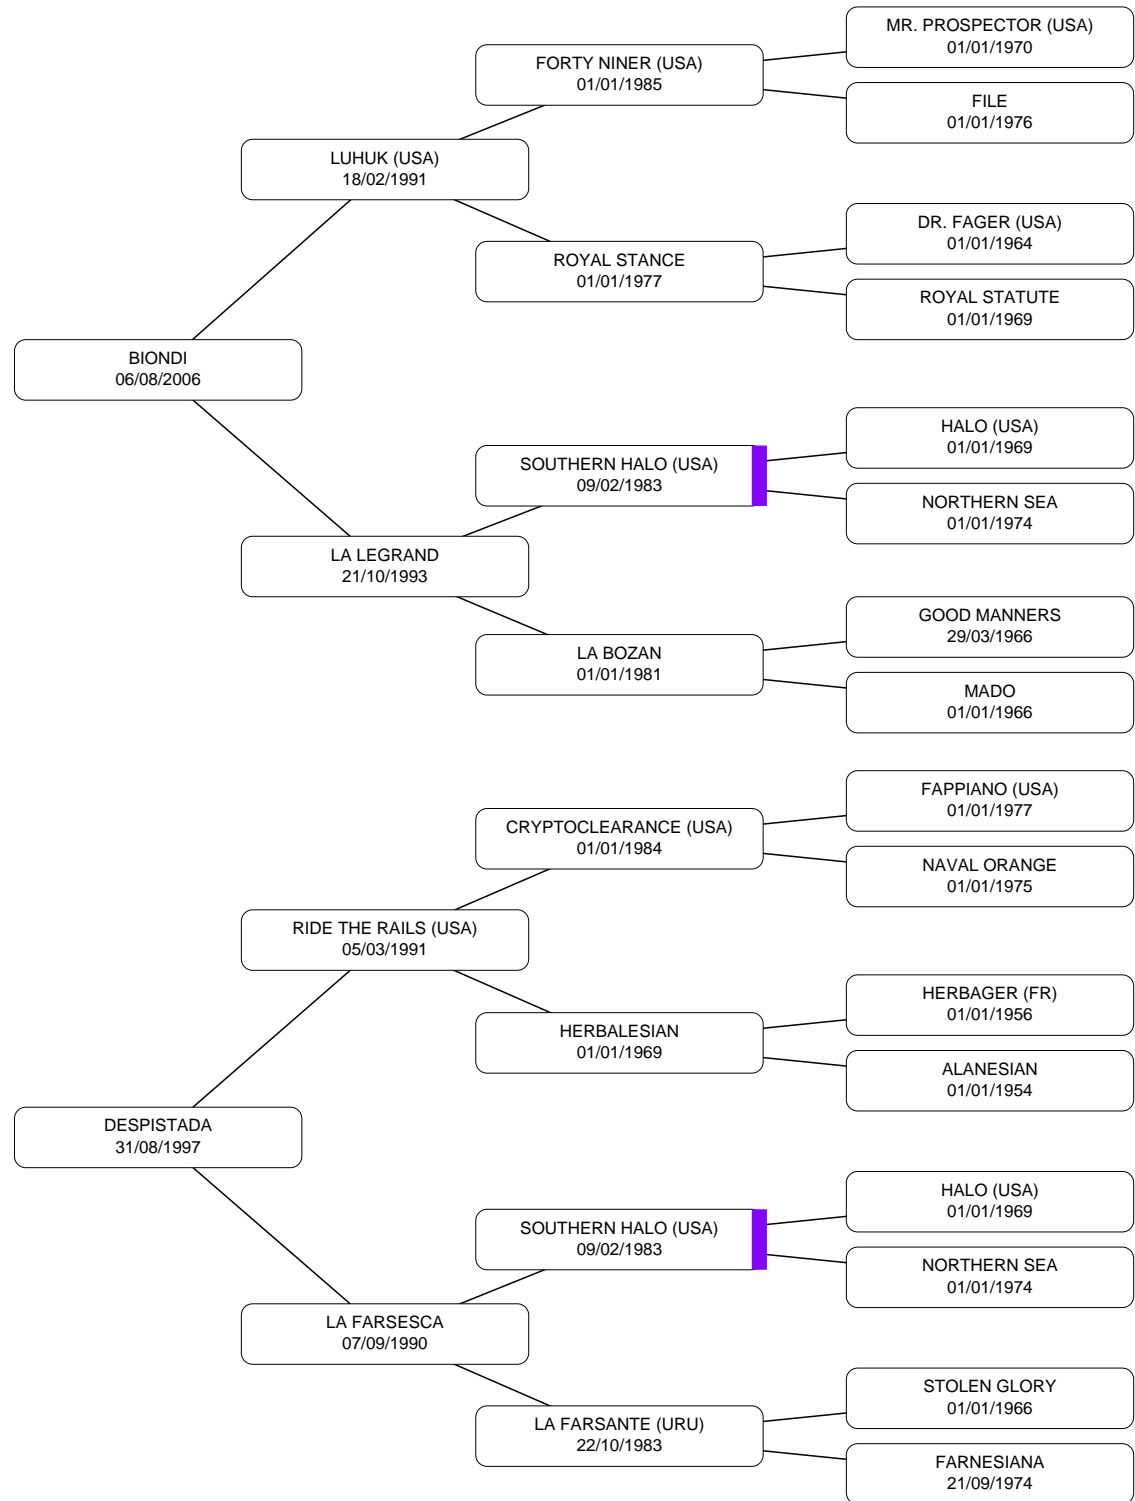 MR. PROSPECTOR (USA)
01/01/1970
FORTY NINER (USA)
01/01/1985
FILE
01/01/1976
LUHUK (USA)
18/02/1991
DR. FAGER (USA)
01/01/1964
ROYAL STANCE
01/01/1977
ROYAL STATUTE
01/01/1969
BIONDI
06/08/2006
HALO (USA)
01/01/1969
SOUTHERN HALO (USA)
09/02/1983
NORTHERN SEA
01/01/1974
LA LEGRAND
21/10/1993
GOOD MANNERS
29/03/1966
LA BOZAN
01/01/1981
MADO
01/01/1966
FAPPIANO (USA)
01/01/1977
CRYPTOCLEARANCE (USA)
01/01/1984
NAVAL ORANGE
01/01/1975
RIDE THE RAILS (USA)
05/03/1991
HERBAGER (FR)
01/01/1956
HERBALESIAN
01/01/1969
ALANESIAN
01/01/1954
DESPISTADA
31/08/1997
HALO (USA)
01/01/1969
SOUTHERN HALO (USA)
09/02/1983
NORTHERN SEA
01/01/1974
LA FARSESCA
07/09/1990
STOLEN GLORY
01/01/1966
LA FARSANTE (URU)
22/10/1983
FARNESIANA
21/09/1974